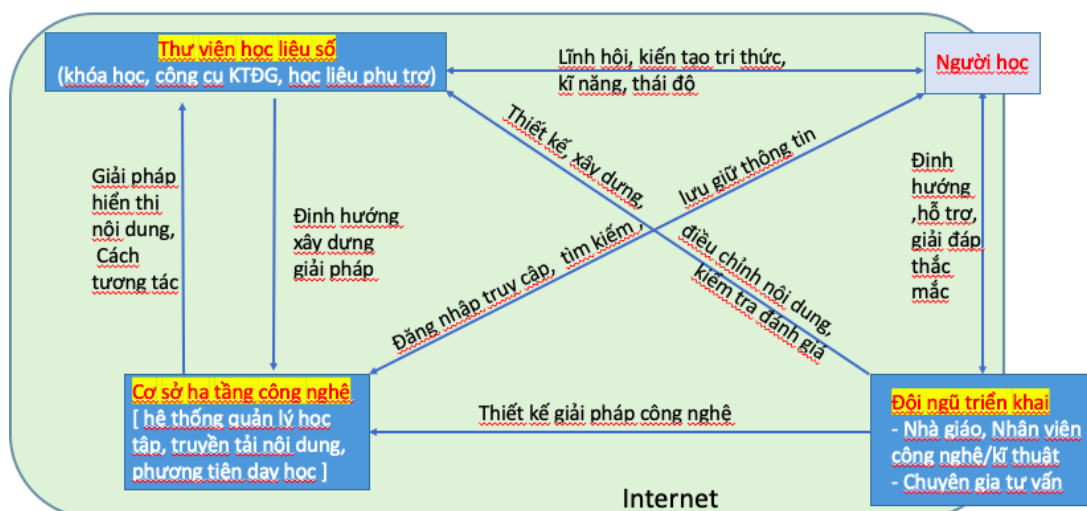 Thư viện học liệu số
(khóa học, công cụ KTĐG, học liệu phụ trợ)
Lĩnh hội, kiến tạo tri thức,
kĩ năng, thái độ
Người học
Giải pháp
hiển thị
nội dung,
Cách
tương tác
Định hướng
xây dựng
giải pháp
Thiết kế, xây dựng,
điều chỉnh nội dung,
kiểm tra đánh giá
Đăng nhập truy cập, tìm kiếm,
lưu giữ thông tin
Định
hướng
,hỗ trợ,
giải đáp
thắc
mắc
Cơ sở hạ tầng công nghệ
[ hệ thống quản lý học
tập, truyền tải nội dung,
phương tiện dạy học ]
Thiết kế giải pháp công nghệ
Đội ngũ triển khai
- Nhà giáo, Nhân viên
công nghệ/kĩ thuật
- Chuyên gia tư vấn
Internet